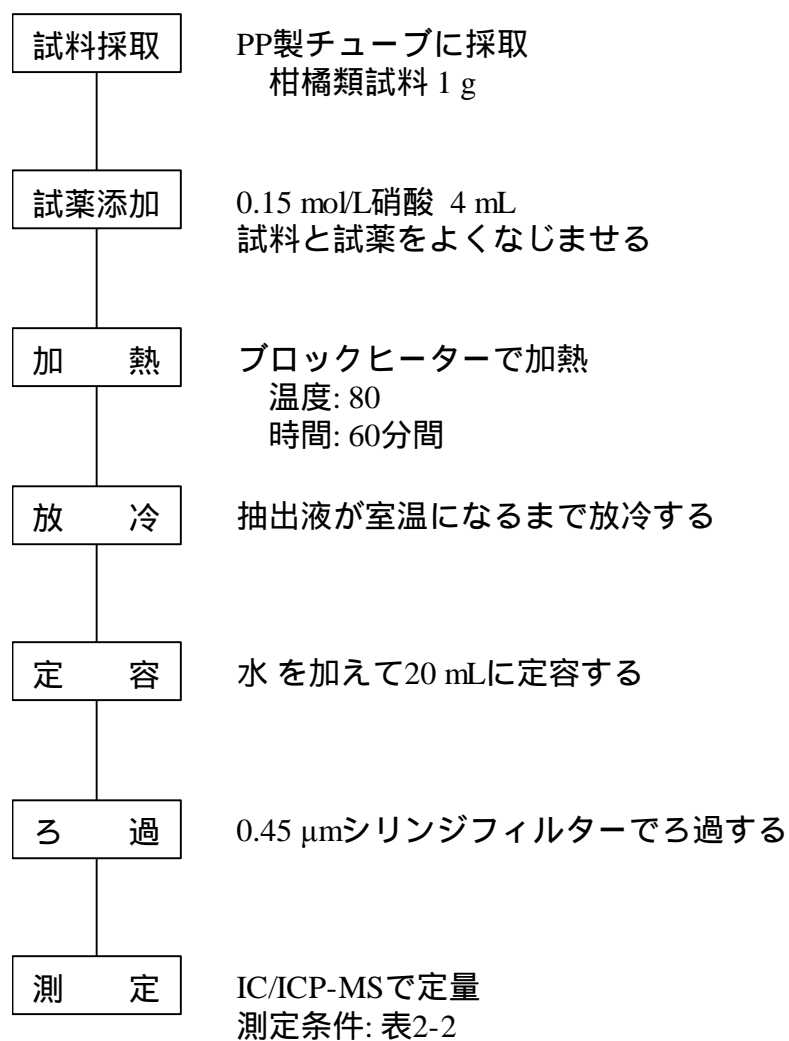 試料採取 PP製チューブに採取
柑橘類試料 1 g
試薬添加 0.15 mol/L硝酸 4 mL
試料と試薬をよくなじませる
加 熱 ブロックヒーターで加熱
温度: 80
時間: 60分間
放 冷 抽出液が室温になるまで放冷する
定 容 水 を加えて20 mLに定容する
ろ 過 0.45 µmシリンジフィルターでろ過する
測 定 IC/ICP-MSで定量
測定条件: 表2-2